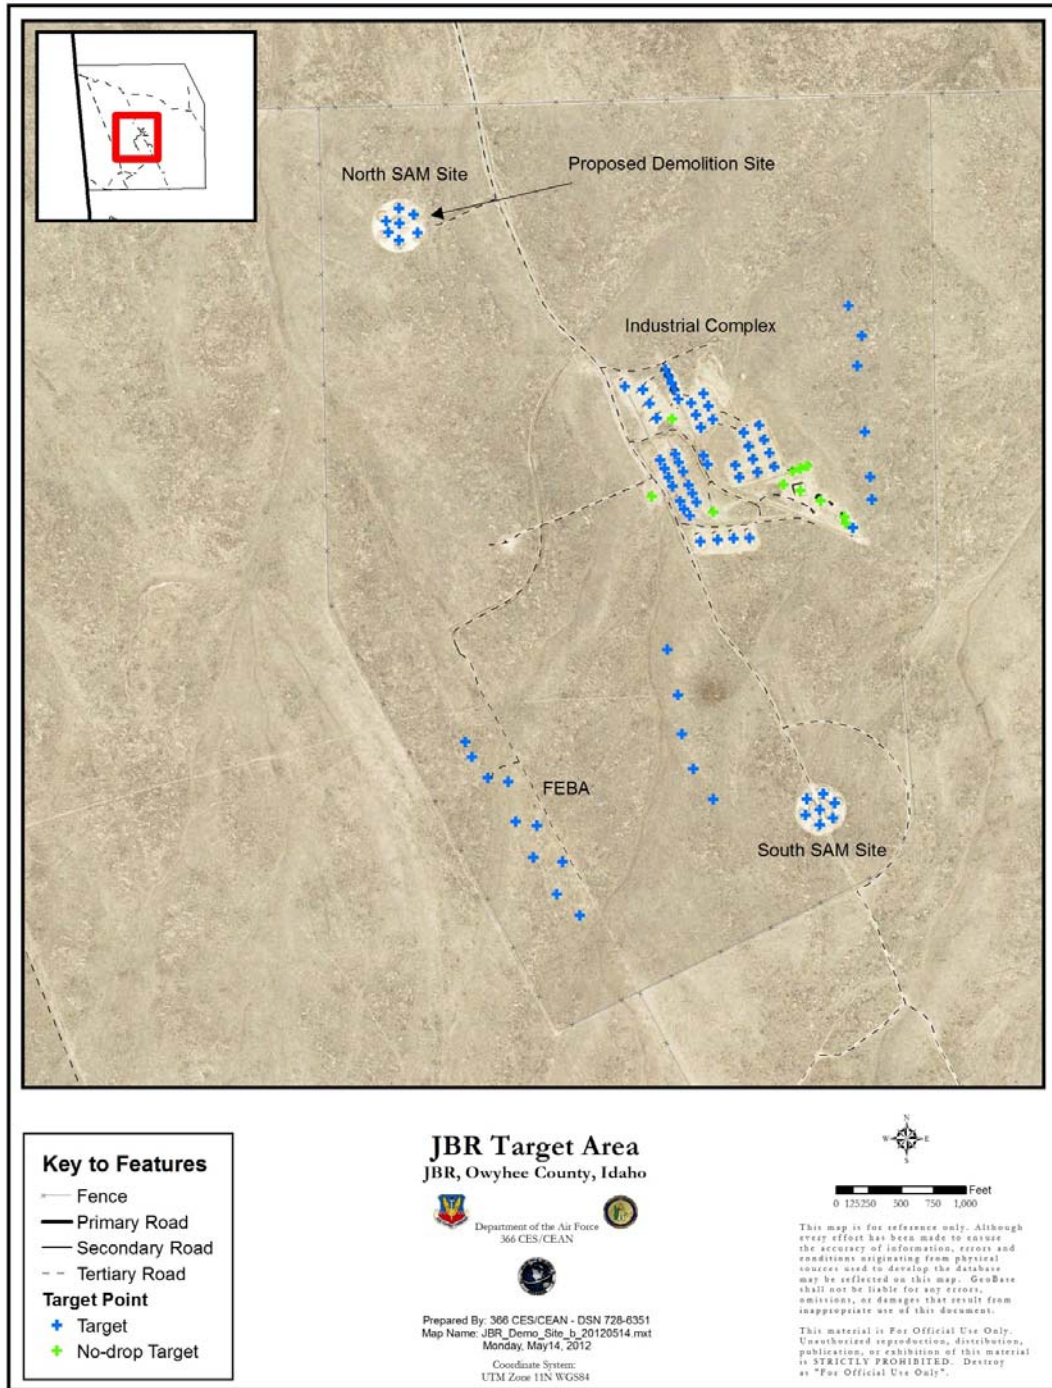 North SAM Site
Proposed Demolition Site
Industrial Complex
FEBA
South SAM Site
Key to Features
Fence
Primary Road
Secondary Road
Tertiary Road
Target Point
Target
No-drop Target
JBR Target Area
JBR, Owyhee County, Idaho
Department of the Air Force
366 CES/CEAN
Prepared By: 366 CES/CEAN - DSN 728-6351
Map Name: JBR_Demo_Site_b_20120514.mxt
Monday, May14, 2012
Coordinate System:
UTM Zone 11N WGS84
N
W E
S
Feet
0 125250 500 750 1,000
This map is for reference only. Although
every effort has been made to ensure
the accuracy of information, errors and
conditions originating from physical
sources used to develop the database
may be reflected on this map. GeoBase
shall not be liable for any errors,
omissions, or damages that result from
inappropriate use of this document.
This material is For Official Use Only.
Unauthorized reproduction, distribution,
publication, or exhibition of this material
is STRICTLY PROHIBITED. Destroy
as "For Official Use Only".